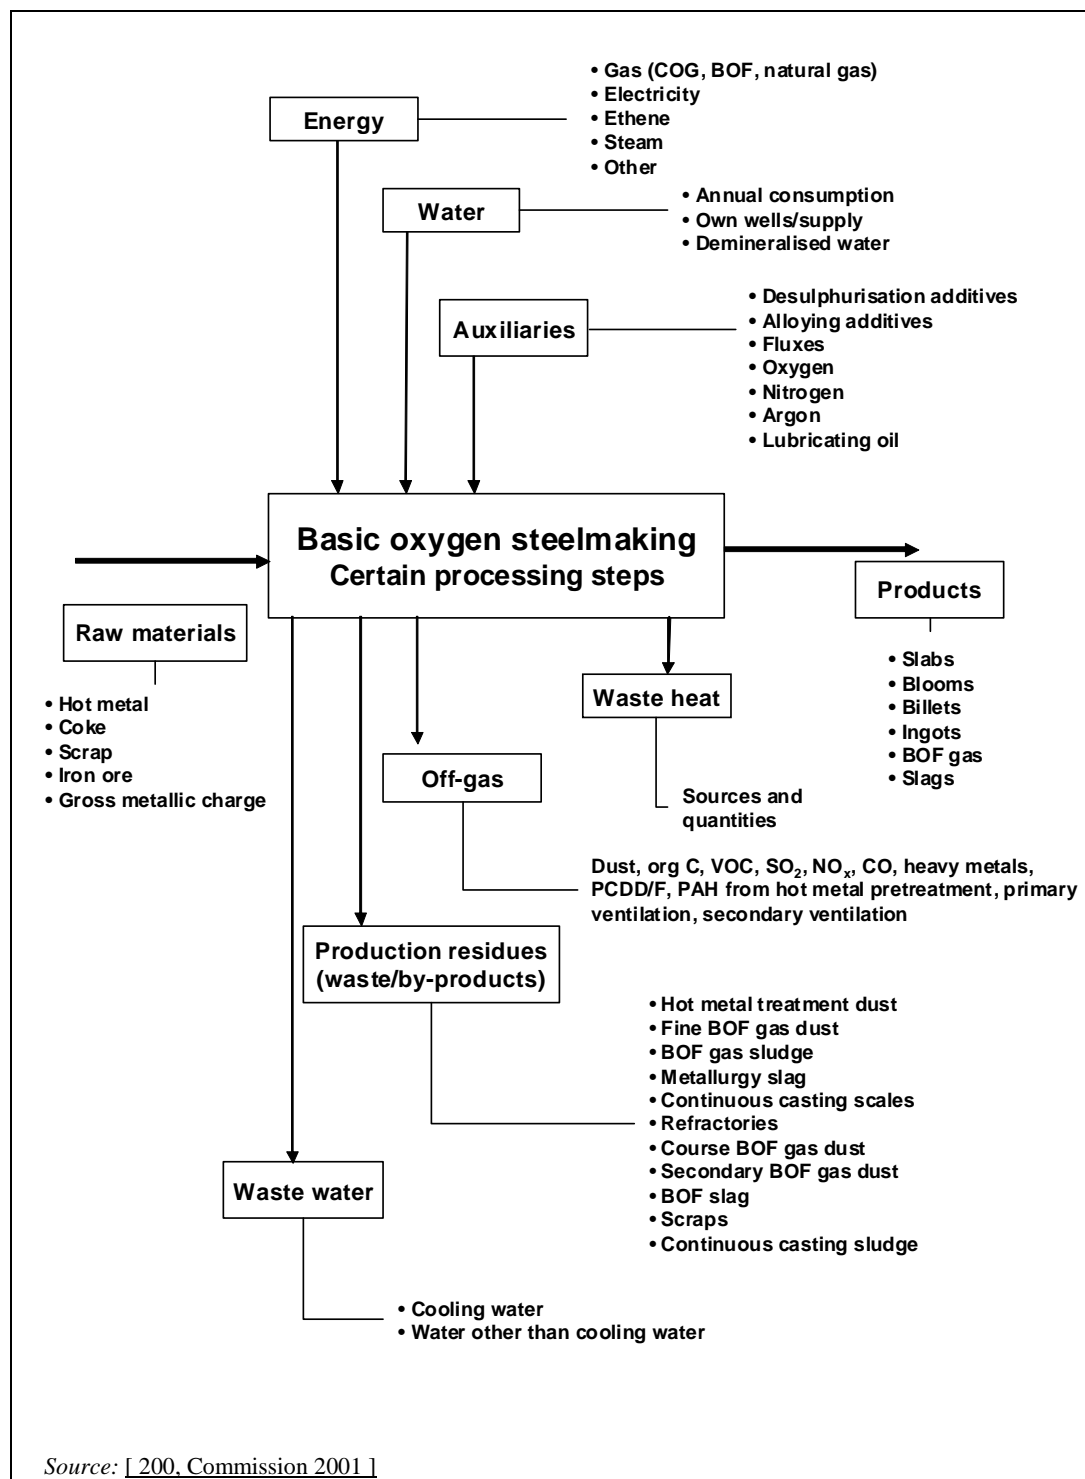 • Gas (COG, BOF, natural gas)
• Electricity
• Ethene
• Steam
• Other
Energy
Water
• Annual consumption
• Own wells/supply
• Demineralised water
Auxiliaries
• Desulphurisation additives
• Alloying additives
• Fluxes
• Oxygen
• Nitrogen
• Argon
• Lubricating oil
Basic oxygen steelmaking
Certain processing steps
Raw materials
• Hot metal
• Coke
• Scrap
• Iron ore
• Gross metallic charge
Products
• Slabs
• Blooms
• Billets
• Ingots
• BOF gas
• Slags
Waste heat
Sources and
quantities
Off-gas
Dust, org C, VOC, SO₂, NOₓ, CO, heavy metals,
PCDD/F, PAH from hot metal pretreatment, primary
ventilation, secondary ventilation
Production residues
(waste/by-products)
• Hot metal treatment dust
• Fine BOF gas dust
• BOF gas sludge
• Metallurgy slag
• Continuous casting scales
• Refractories
• Course BOF gas dust
• Secondary BOF gas dust
• BOF slag
• Scraps
• Continuous casting sludge
Waste water
• Cooling water
• Water other than cooling water
Source: [ 200, Commission 2001 ]